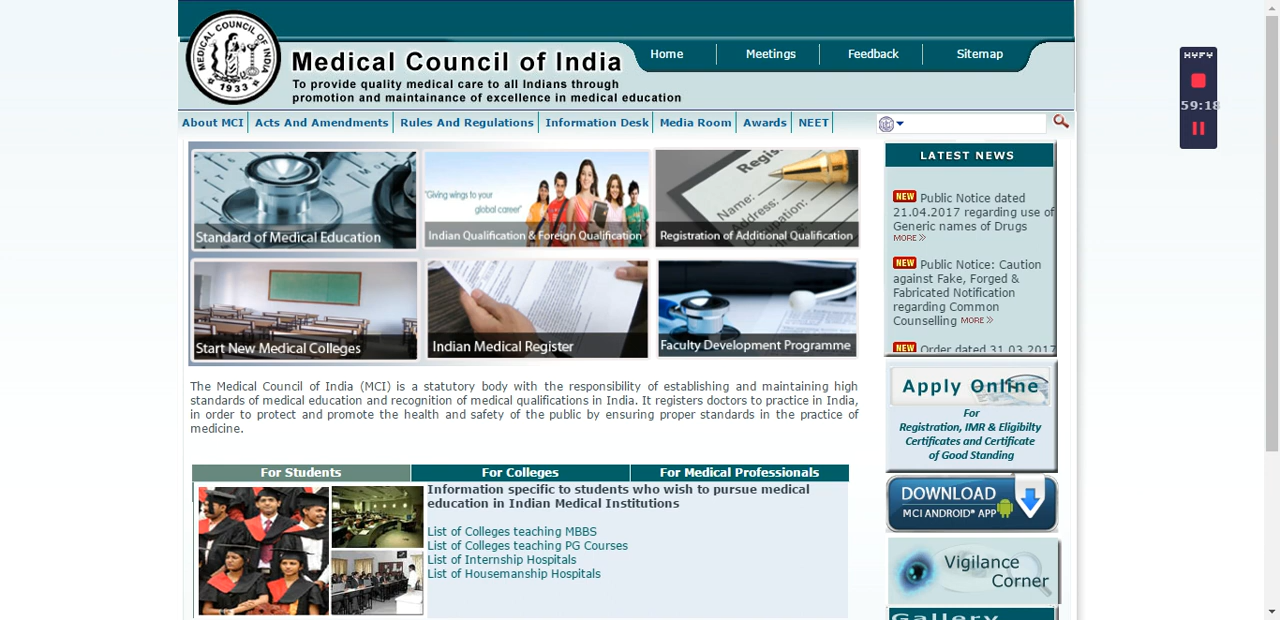 MEDICAL COUNCIL OF INDIA
1933
Medical Council of India
To provide quality medical care to all Indians through
promotion and maintainance of excellence in medical education
Home
Meetings
Feedback
Sitemap
HYFY
59:18
About MCI
Acts And Amendments
Rules And Regulations
Information Desk
Media Room
Awards
NEET
Standard of Medical Education
"Giving wings to your
global career"
Indian Qualification & Foreign Qualification
Name:
Address:
Registration of Additional Qualification
Start New Medical Colleges
Indian Medical Register
Faculty Development Programme
LATEST NEWS
NEW Public Notice dated
21.04.2017 regarding use of
Generic names of Drugs
MORE
NEW Public Notice: Caution
against Fake, Forged &
Fabricated Notification
regarding Common
Counselling MORE
NEW Order dated 31.03.2017
The Medical Council of India (MCI) is a statutory body with the responsibility of establishing and maintaining high
standards of medical education and recognition of medical qualifications in India. It registers doctors to practice in India,
in order to protect and promote the health and safety of the public by ensuring proper standards in the practice of
medicine.
Apply Online
For
Registration, IMR & Eligibilty
Certificates and Certificate
of Good Standing
DOWNLOAD
MCI ANDROID* APP
Vigilance
Corner
Gallery
For Students
For Colleges
For Medical Professionals
Information specific to students who wish to pursue medical
education in Indian Medical Institutions
List of Colleges teaching MBBS
List of Colleges teaching PG Courses
List of Internship Hospitals
List of Housemanship Hospitals